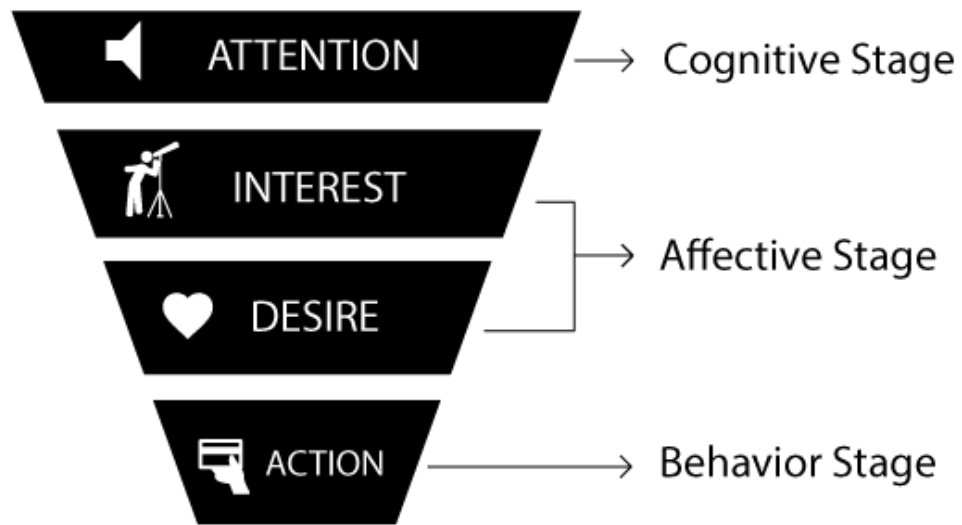 ATTENTION
Cognitive Stage
INTEREST
Affective Stage
DESIRE
ACTION
Behavior Stage